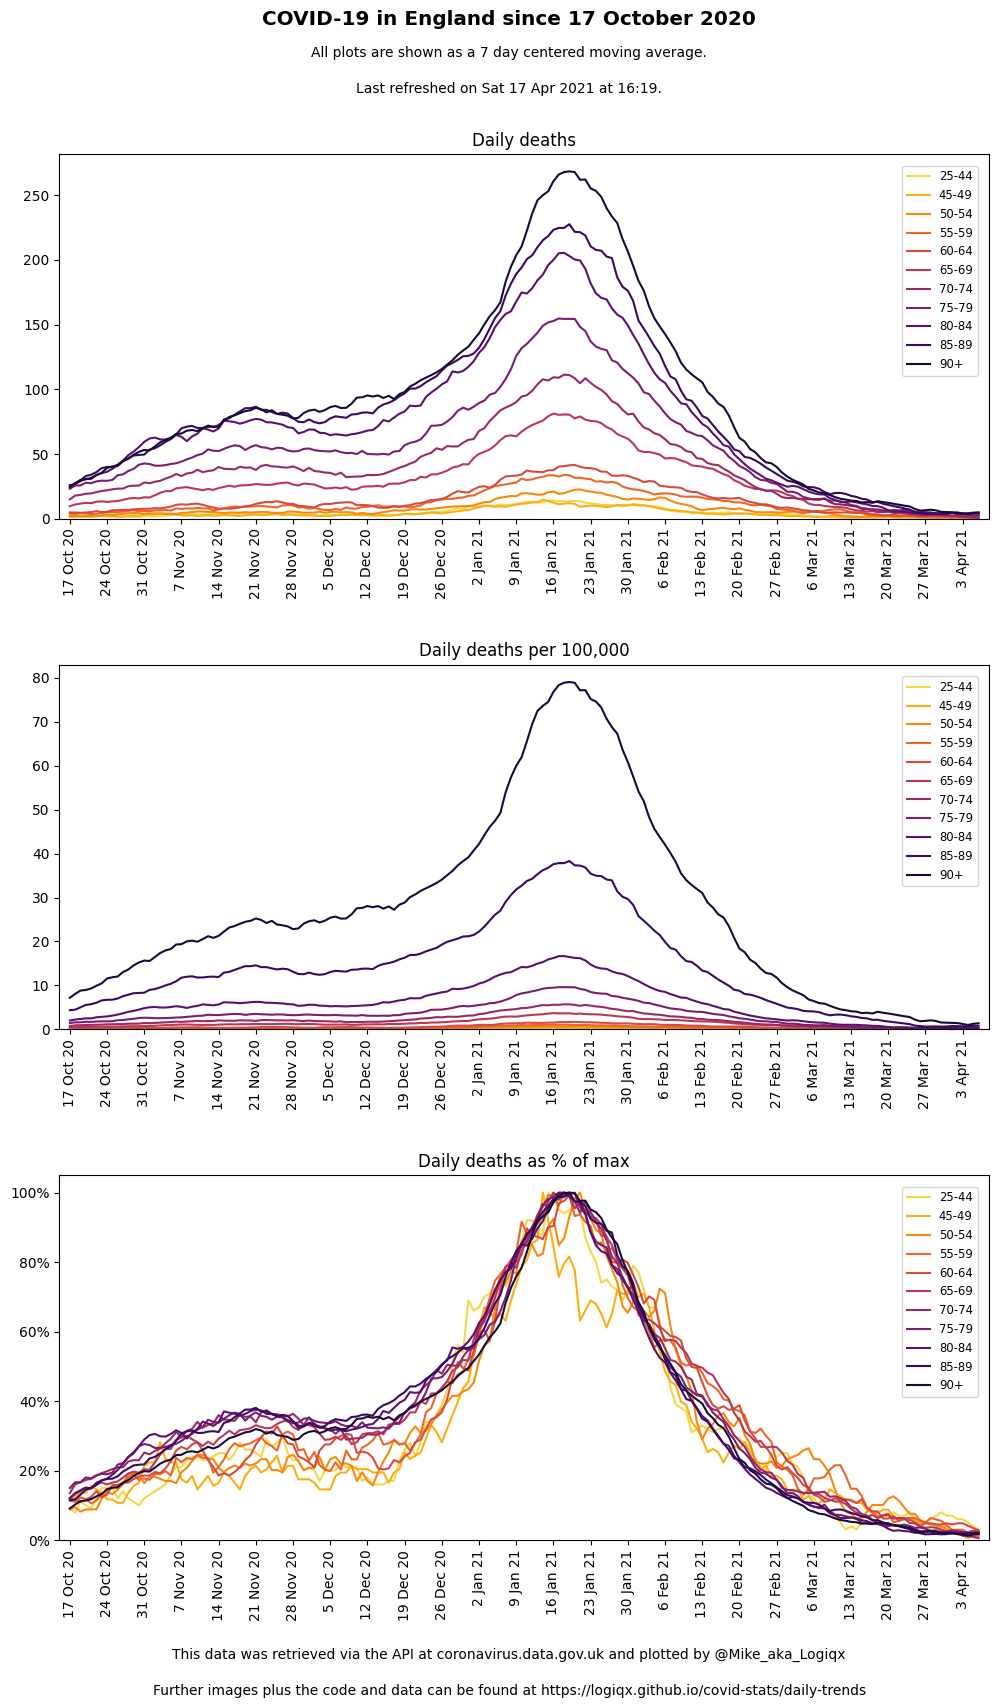 COVID-19 in England since 17 October 2020
All plots are shown as a 7 day centered moving average.
Last refreshed on Sat 17 Apr 2021 at 16:19.
Daily deaths
250
200
150
100
50
0
25-44
45-49
50-54
55-59
60-64
65-69
70-74
75-79
80-84
85-89
90+
17 Oct 20
24 Oct 20
31 Oct 20
7 Nov 20
14 Nov 20
21 Nov 20
28 Nov 20
5 Dec 20
12 Dec 20
19 Dec 20
26 Dec 20
2 Jan 21
9 Jan 21
16 Jan 21
23 Jan 21
30 Jan 21
6 Feb 21
13 Feb 21
20 Feb 21
27 Feb 21
6 Mar 21
13 Mar 21
20 Mar 21
27 Mar 21
3 Apr 21
Daily deaths per 100,000
80
70
60
50
40
30
20
10
0
25-44
45-49
50-54
55-59
60-64
65-69
70-74
75-79
80-84
85-89
90+
17 Oct 20
24 Oct 20
31 Oct 20
7 Nov 20
14 Nov 20
21 Nov 20
28 Nov 20
5 Dec 20
12 Dec 20
19 Dec 20
26 Dec 20
2 Jan 21
9 Jan 21
16 Jan 21
23 Jan 21
30 Jan 21
6 Feb 21
13 Feb 21
20 Feb 21
27 Feb 21
6 Mar 21
13 Mar 21
20 Mar 21
27 Mar 21
3 Apr 21
Daily deaths as % of max
100%
80%
60%
40%
20%
0%
25-44
45-49
50-54
55-59
60-64
65-69
70-74
75-79
80-84
85-89
90+
17 Oct 20
24 Oct 20
31 Oct 20
7 Nov 20
14 Nov 20
21 Nov 20
28 Nov 20
5 Dec 20
12 Dec 20
19 Dec 20
26 Dec 20
2 Jan 21
9 Jan 21
16 Jan 21
23 Jan 21
30 Jan 21
6 Feb 21
13 Feb 21
20 Feb 21
27 Feb 21
6 Mar 21
13 Mar 21
20 Mar 21
27 Mar 21
3 Apr 21
This data was retrieved via the API at coronavirus.data.gov.uk and plotted by @Mike_aka_Logiqx
Further images plus the code and data can be found at https://logiqx.github.io/covid-stats/daily-trends